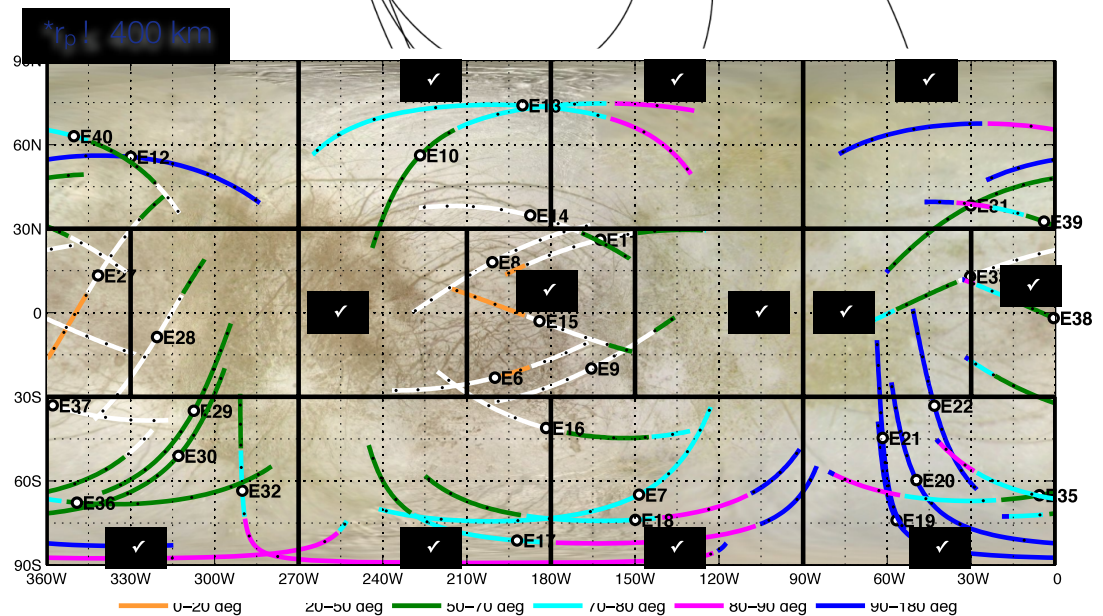 *rₚ ! 400 km
90N
✓ ✓ ✓
E13
E40
60N E12 E10
E14 E31
E39
30N E11
E8
E27 E33
✓ ✓
0 ✓ ✓ ✓ E38
E15
E28
E9
E6
30S
E37 E29 E22
E16
E21
E30
60S E32 E20
E7 E35
E36
E18 E19
E17
✓ ✓ ✓ ✓
90S
360W 330W 300W 270W 240W 210W 180W 150W 120W 90W 60W 30W 0
0–20 deg 20–50 deg 50–70 deg 70–80 deg 80–90 deg 90–180 deg